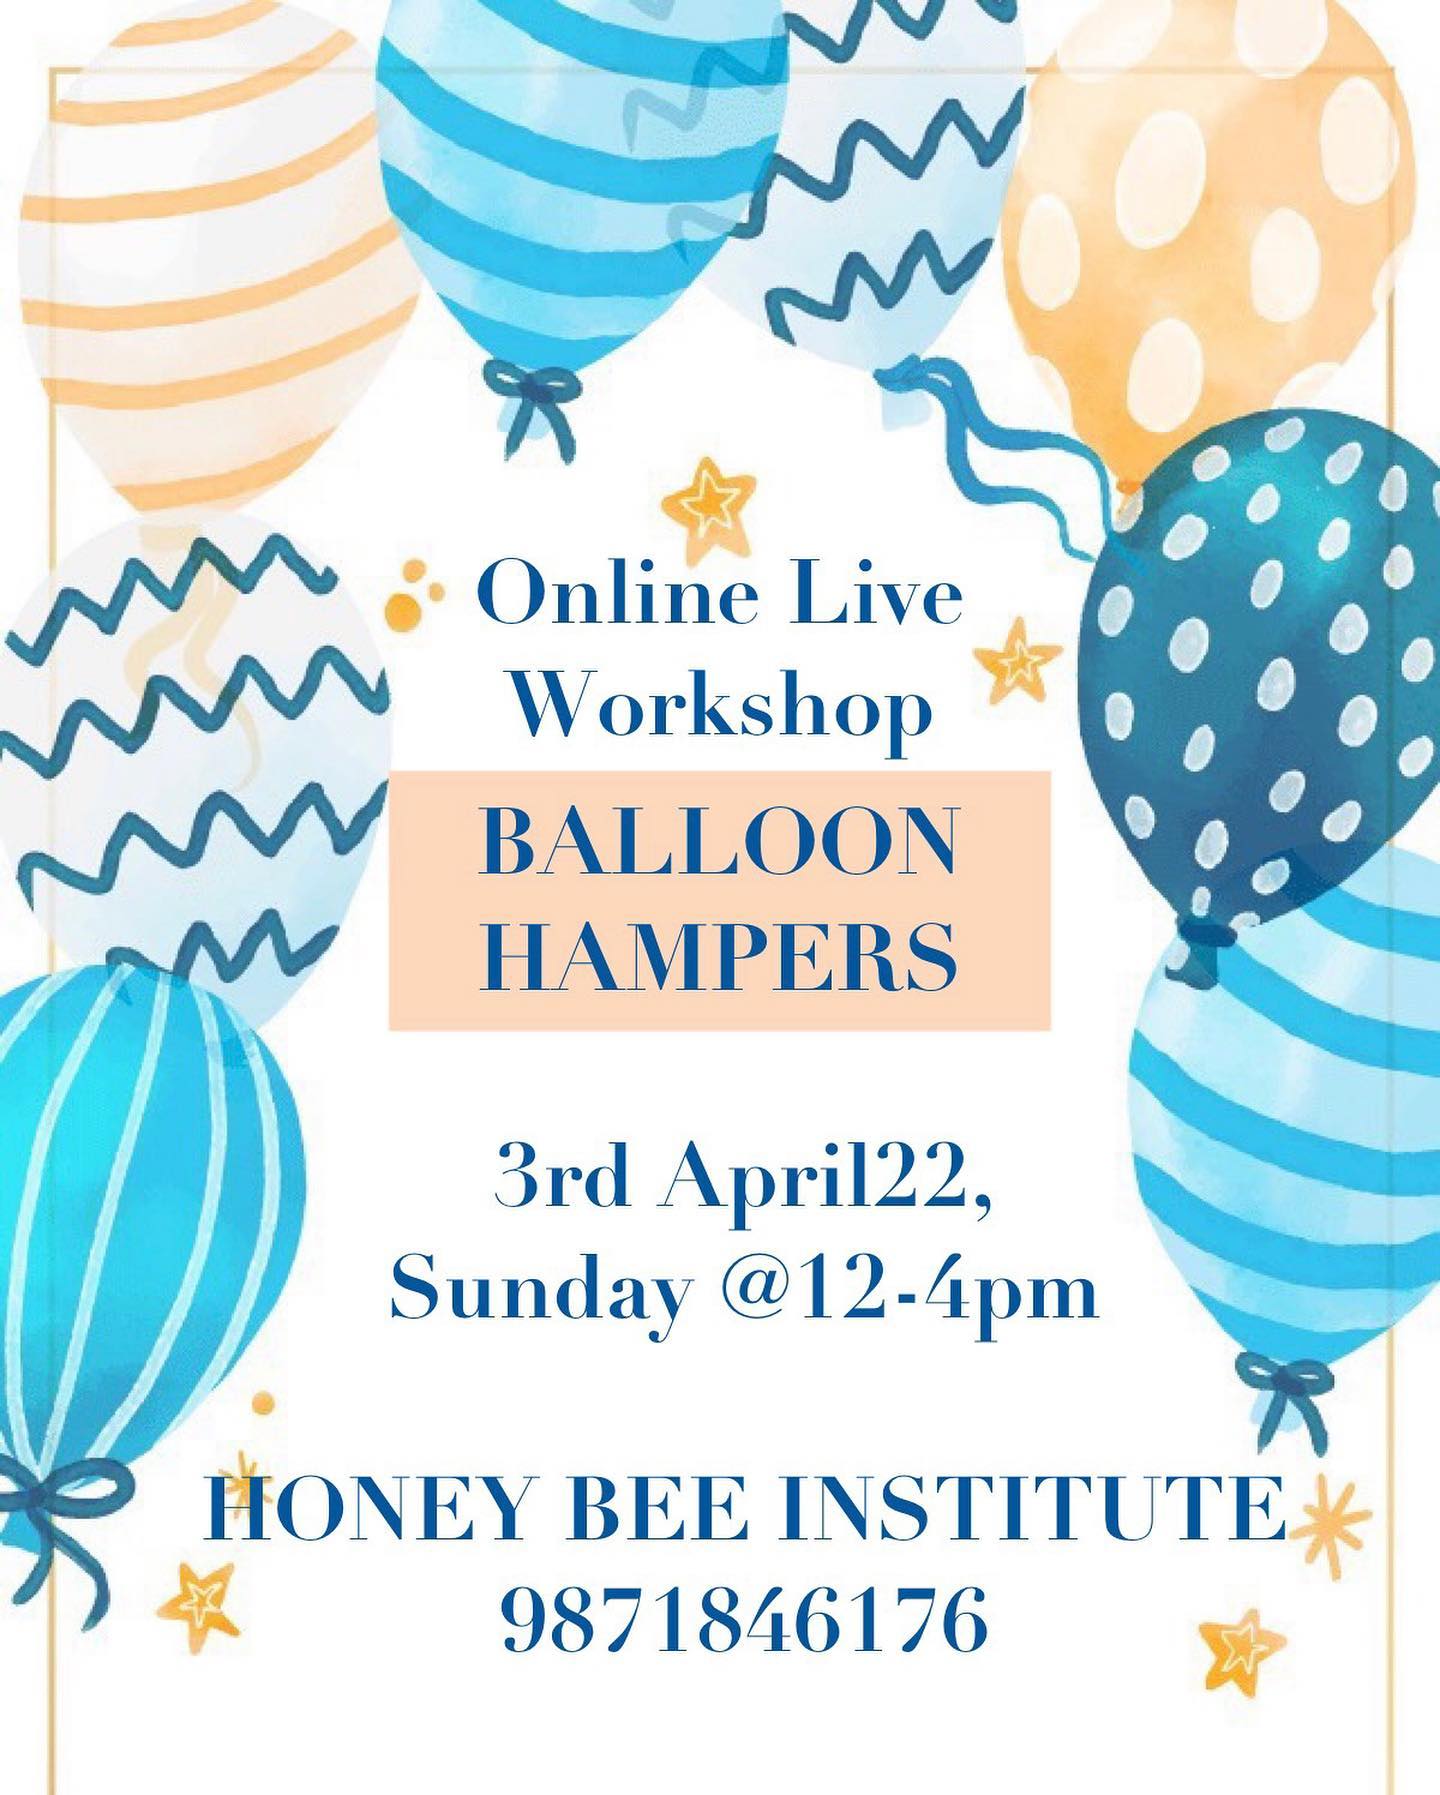 Online Live
Workshop
BALLOON
HAMPERS
3rd April22,
Sunday @12-4pm
HONEY BEE INSTITUTE
9871846176